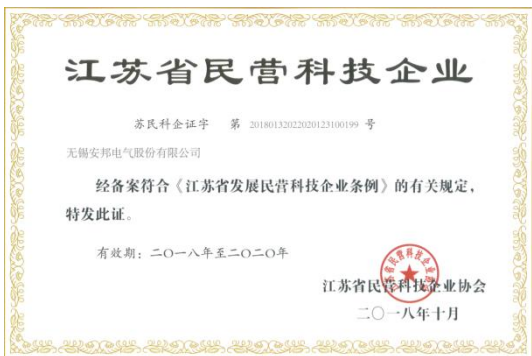 江苏省民营科技企业
苏民科企证字 第 20180132022020123100199 号
无锡安邦电气股份有限公司
经备案符合《江苏省发展民营科技企业条例》的有关规定，
特发此证。
有效期：二〇一八年至二〇二〇年
江苏省民营科技企业协会
二〇一八年十月